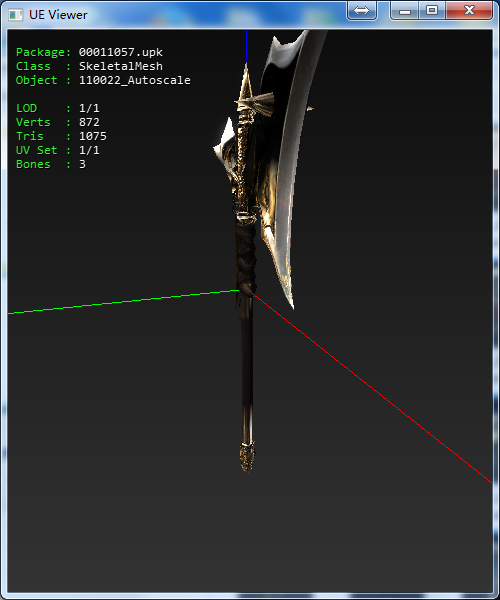 UE Viewer
Package: 00011057.upk
Class : SkeletalMesh
Object : 110022_Autoscale
LOD : 1/1
Verts : 872
Tris : 1075
UV Set : 1/1
Bones : 3